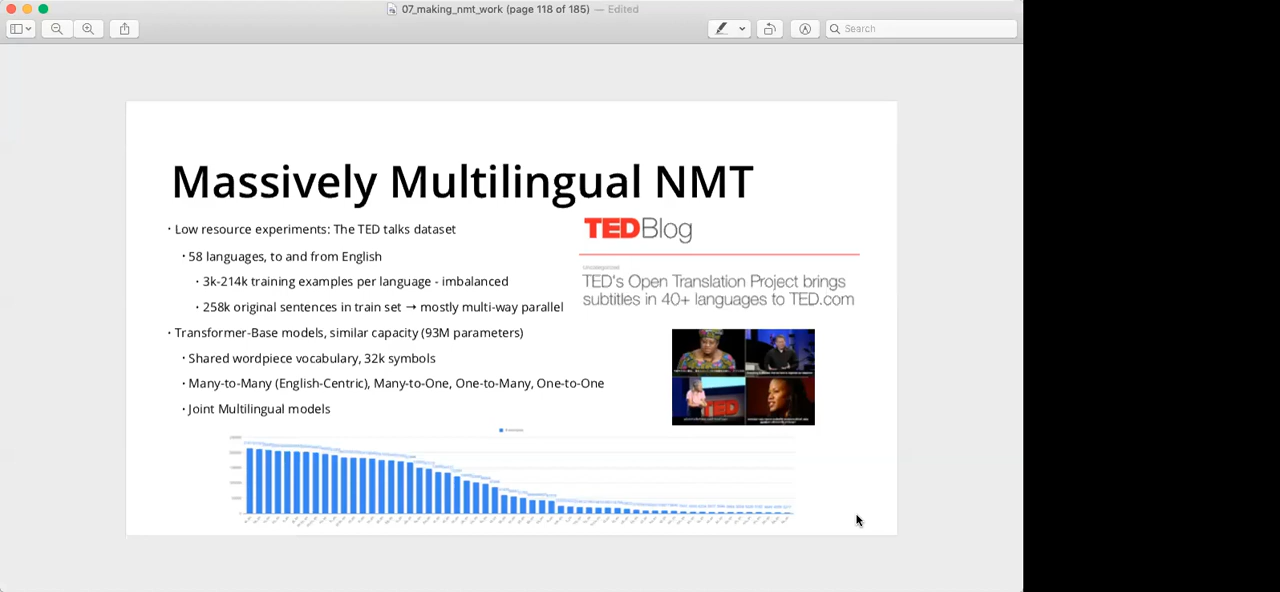 07_making_nmt_work (page 118 of 185) — Edited
Search
Massively Multilingual NMT
· Low resource experiments: The TED talks dataset
· 58 languages, to and from English
· 3k-214k training examples per language - imbalanced
· 258k original sentences in train set → mostly multi-way parallel
· Transformer-Base models, similar capacity (93M parameters)
· Shared wordpiece vocabulary, 32k symbols
· Many-to-Many (English-Centric), Many-to-One, One-to-Many, One-to-One
· Joint Multilingual models
TEDBlog
Uncategorized
TED's Open Translation Project brings
subtitles in 40+ languages to TED.com
TED